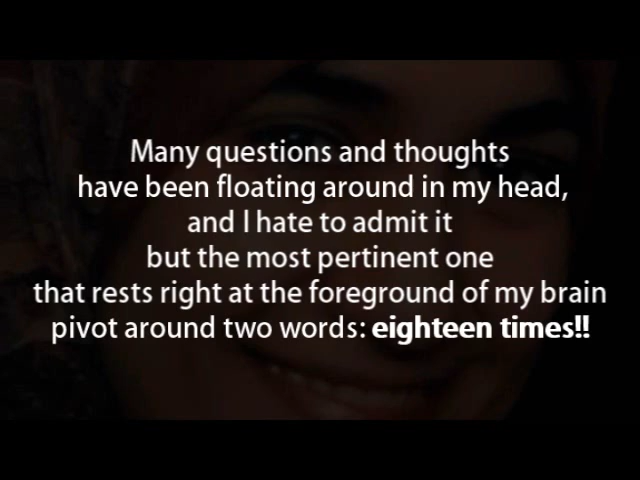 Many questions and thoughts
have been floating around in my head,
and I hate to admit it
but the most pertinent one
that rests right at the foreground of my brain
pivot around two words: eighteen times!!